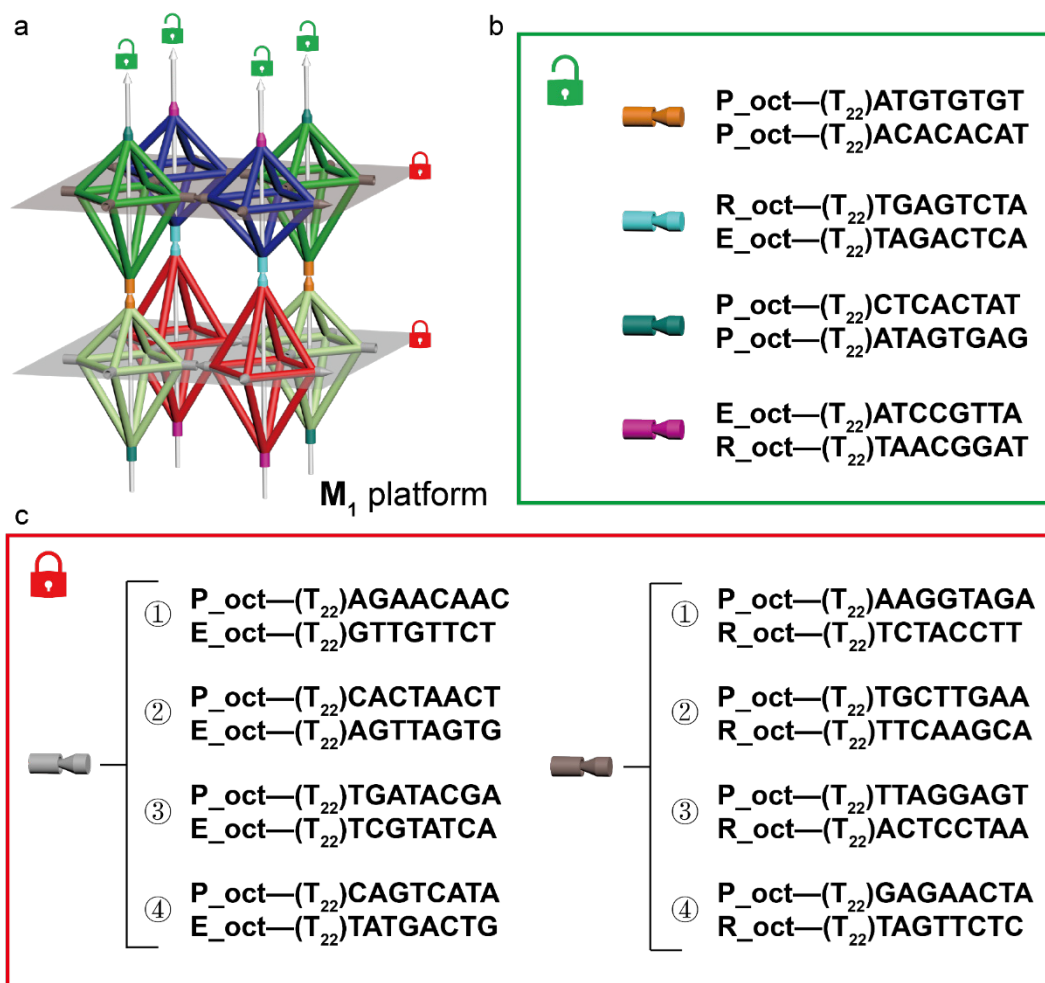 a
M₁ platform
b
P_oct—(T₂₂)ATGTGTGT
P_oct—(T₂₂)ACACACAT
R_oct—(T₂₂)TGAGTCTA
E_oct—(T₂₂)TAGACTCA
P_oct—(T₂₂)CTCACTAT
P_oct—(T₂₂)ATAGTGAG
E_oct—(T₂₂)ATCCGTTA
R_oct—(T₂₂)TAACGGAT
c
①
P_oct—(T₂₂)AGAACAAC
E_oct—(T₂₂)GTTGTTCT
②
P_oct—(T₂₂)CACTAACT
E_oct—(T₂₂)AGTTAGTG
③
P_oct—(T₂₂)TGATACGA
E_oct—(T₂₂)TCGTATCA
④
P_oct—(T₂₂)CAGTCATA
E_oct—(T₂₂)TATGACTG
①
P_oct—(T₂₂)AAGGTAGA
R_oct—(T₂₂)TCTACCTT
②
P_oct—(T₂₂)TGCTTGAA
R_oct—(T₂₂)TTCAAGCA
③
P_oct—(T₂₂)TTAGGAGT
R_oct—(T₂₂)ACTCCTAA
④
P_oct—(T₂₂)GAGAACTA
R_oct—(T₂₂)TAGTTCTC